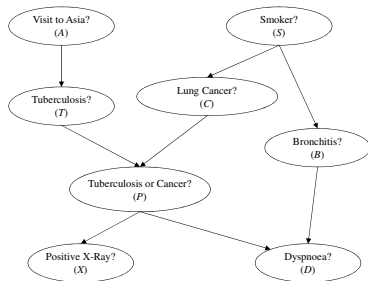 Visit to Asia?
(A)
Smoker?
(S)
Tuberculosis?
(T)
Lung Cancer?
(C)
Bronchitis?
(B)
Tuberculosis or Cancer?
(P)
Positive X-Ray?
(X)
Dyspnoea?
(D)